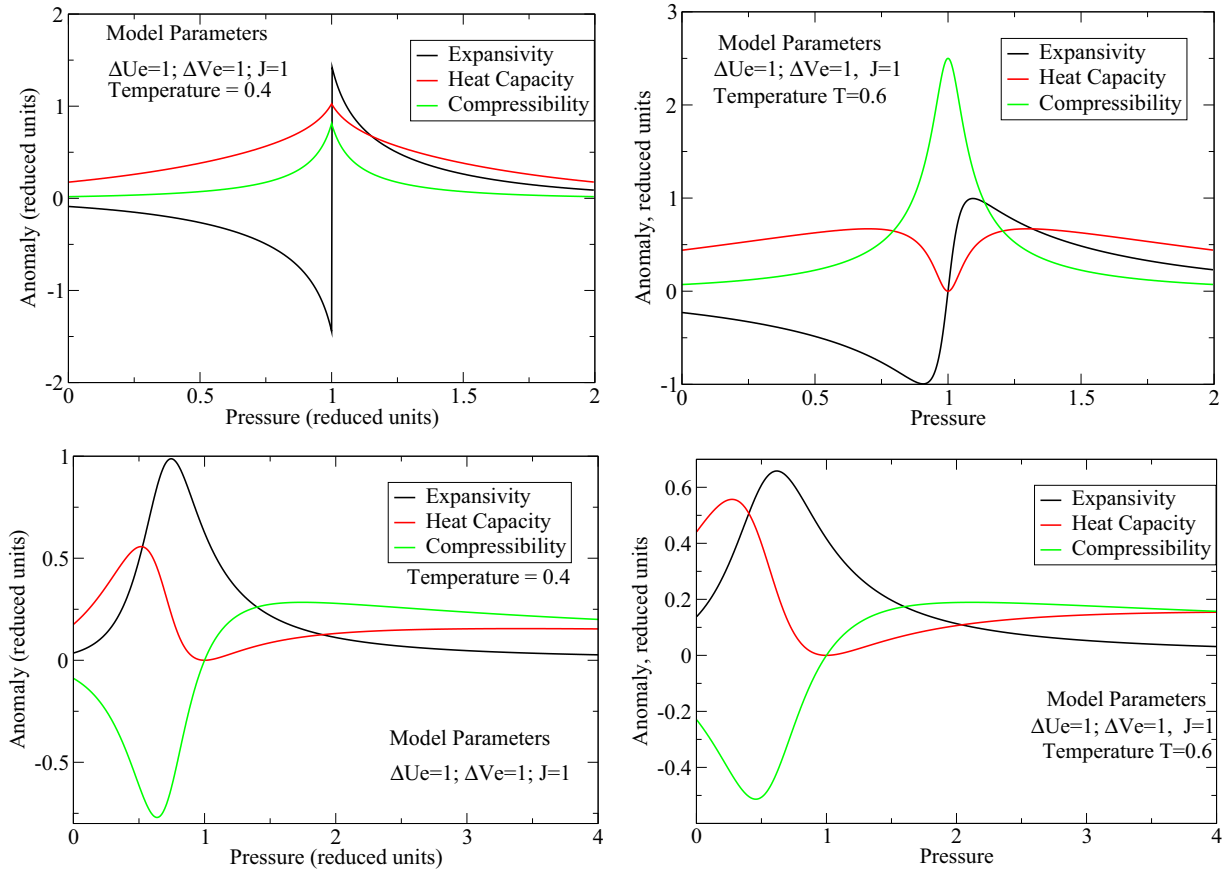 Model Parameters
ΔUe=1; ΔVe=1; J=1
Temperature = 0.4
Expansivity
Heat Capacity
Compressibility
Anomaly (reduced units)
2
1
0
-1
-2
0
0.5
1
1.5
2
Pressure (reduced units)
Model Parameters
ΔUe=1; ΔVe=1, J=1
Temperature T=0.6
Expansivity
Heat Capacity
Compressibility
Anomaly, reduced units
3
2
1
0
-1
0
0.5
1
1.5
2
Pressure
Expansivity
Heat Capacity
Compressibility
Temperature = 0.4
Model Parameters
ΔUe=1; ΔVe=1; J=1
Anomaly (reduced units)
1
0.5
0
-0.5
0
1
2
3
4
Pressure (reduced units)
Expansivity
Heat Capacity
Compressibility
Model Parameters
ΔUe=1; ΔVe=1, J=1
Temperature T=0.6
Anomaly, reduced units
0.6
0.4
0.2
0
-0.2
-0.4
0
1
2
3
4
Pressure